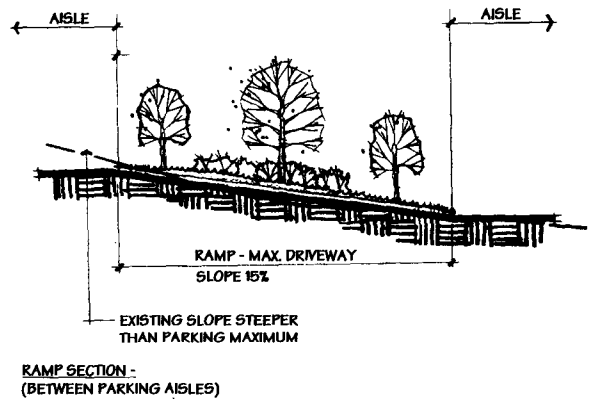 AISLE
AISLE
RAMP - MAX. DRIVEWAY
SLOPE 15%
EXISTING SLOPE STEEPER
THAN PARKING MAXIMUM
RAMP SECTION -
(BETWEEN PARKING AISLES)